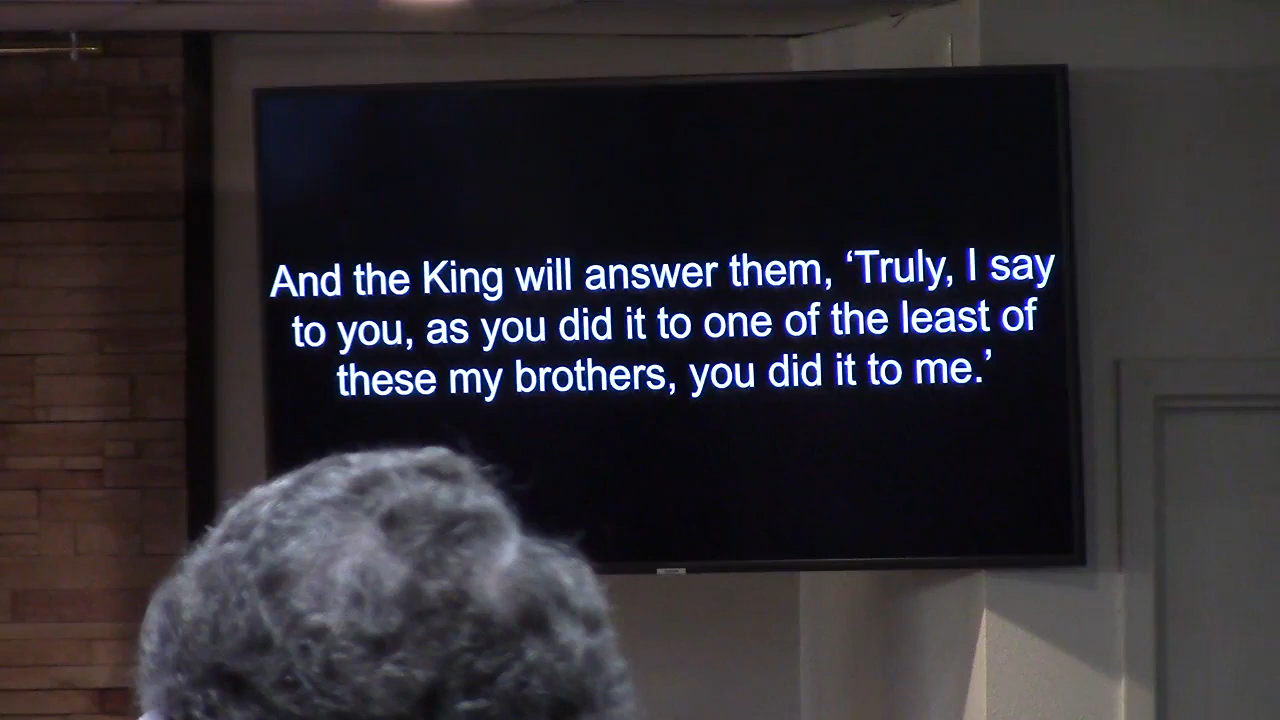 And the King will answer them, ‘Truly, I say
to you, as you did it to one of the least of
these my brothers, you did it to me.’